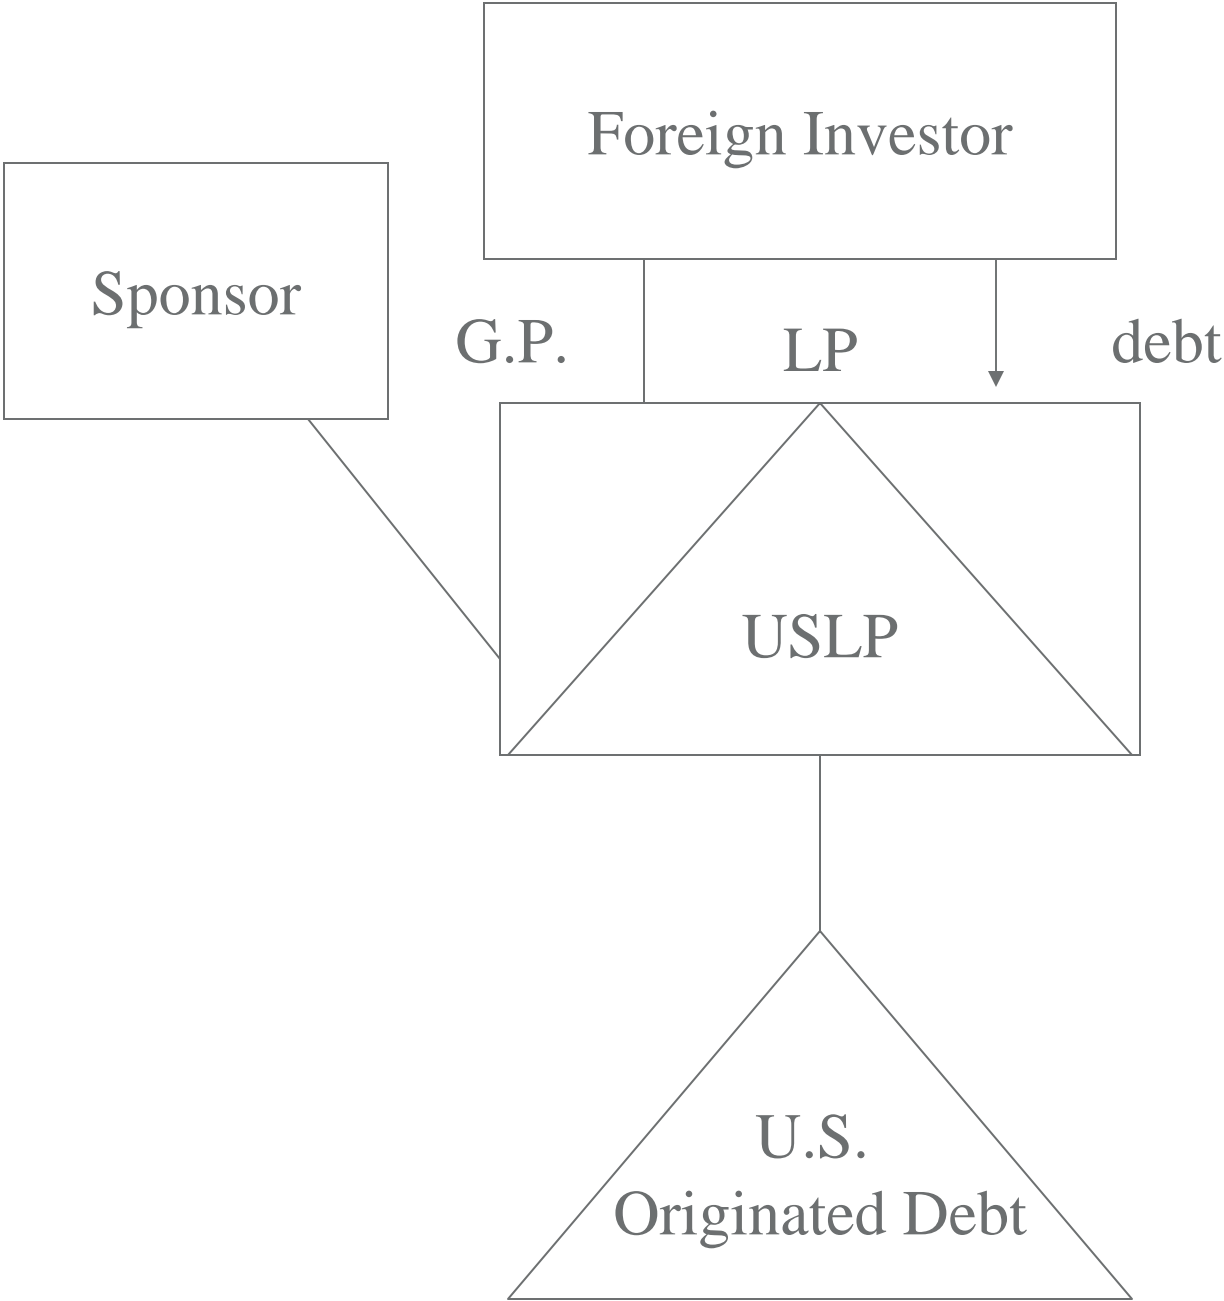 Foreign Investor
Sponsor
G.P.
LP
debt
USLP
U.S.
Originated Debt